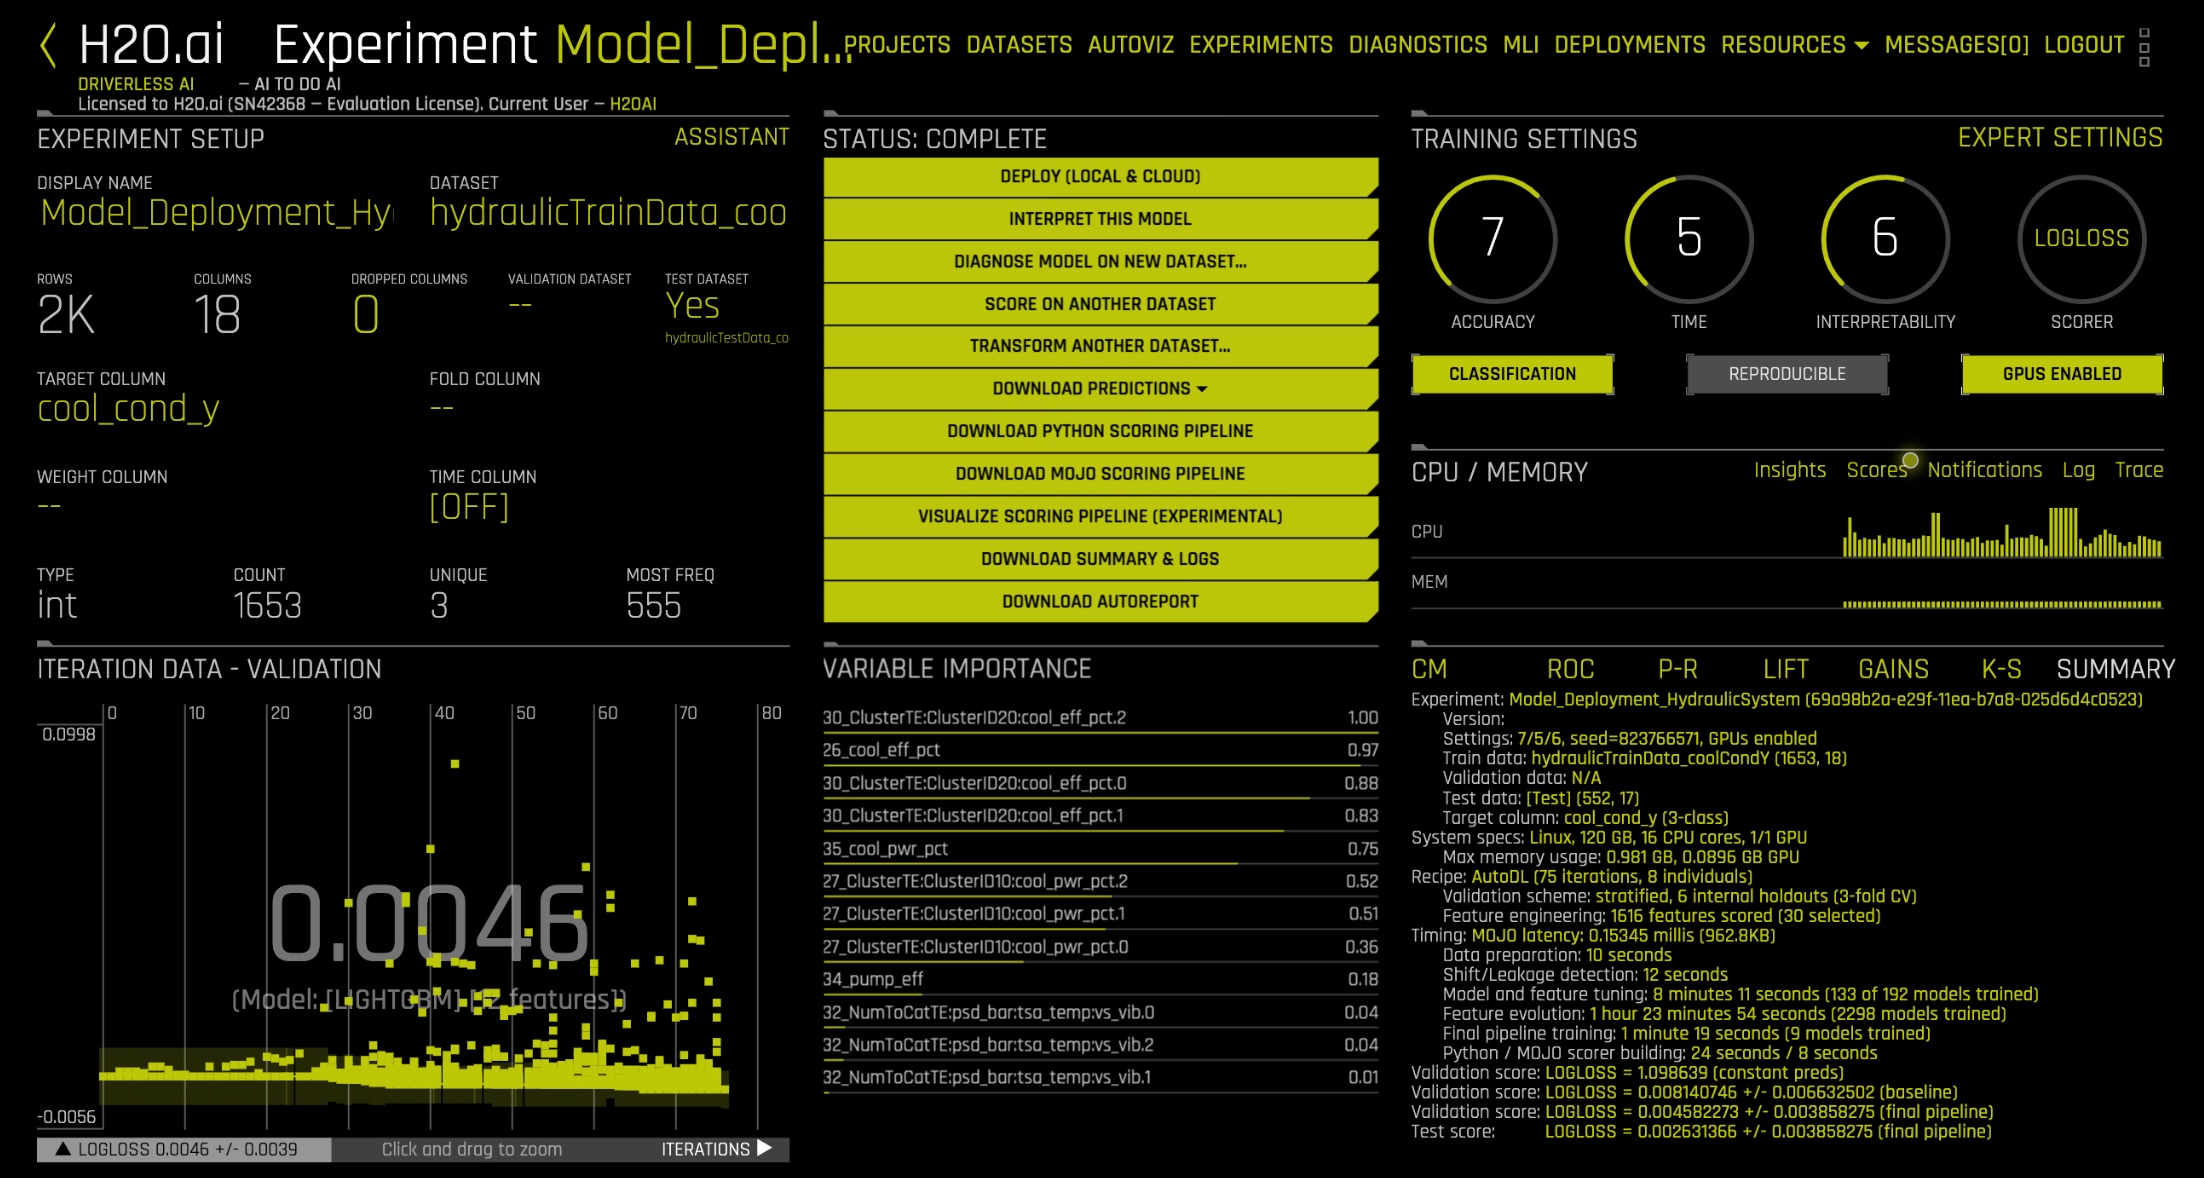 H2O.ai Experiment Model_Depl...
PROJECTS DATASETS AUTOVIZ EXPERIMENTS DIAGNOSTICS MLI DEPLOYMENTS RESOURCES MESSAGES[0] LOGOUT
DRIVERLESS AI — AI TO DO AI
Licensed to H2O.ai (SN42368 — Evaluation License). Current User — H2OAI
EXPERIMENT SETUP ASSISTANT
DISPLAY NAME DATASET
Model_Deployment_Hy hydraulicTrainData_coo
ROWS COLUMNS DROPPED COLUMNS VALIDATION DATASET TEST DATASET
2K 18 0 -- Yes
hydraulicTestData_co
TARGET COLUMN FOLD COLUMN
cool_cond_y --
WEIGHT COLUMN TIME COLUMN
-- [OFF]
TYPE COUNT UNIQUE MOST FREQ
int 1653 3 555
STATUS: COMPLETE
DEPLOY (LOCAL & CLOUD)
INTERPRET THIS MODEL
DIAGNOSE MODEL ON NEW DATASET...
SCORE ON ANOTHER DATASET
TRANSFORM ANOTHER DATASET...
DOWNLOAD PREDICTIONS
DOWNLOAD PYTHON SCORING PIPELINE
DOWNLOAD MOJO SCORING PIPELINE
VISUALIZE SCORING PIPELINE (EXPERIMENTAL)
DOWNLOAD SUMMARY & LOGS
DOWNLOAD AUTOREPORT
TRAINING SETTINGS EXPERT SETTINGS
7 5 6 LOGLOSS
ACCURACY TIME INTERPRETABILITY SCORER
CLASSIFICATION REPRODUCIBLE GPUS ENABLED
CPU / MEMORY Insights Scores Notifications Log Trace
CPU
MEM
ITERATION DATA - VALIDATION
0 10 20 30 40 50 60 70 80
0.0998
0.0046
(Model: [LIGHTGBM] [12 features])
-0.0056
LOGLOSS 0.0046 +/- 0.0039 Click and drag to zoom ITERATIONS
VARIABLE IMPORTANCE
30_ClusterTE:ClusterID20:cool_eff_pct.2 1.00
26_cool_eff_pct 0.97
30_ClusterTE:ClusterID20:cool_eff_pct.0 0.88
30_ClusterTE:ClusterID20:cool_eff_pct.1 0.83
35_cool_pwr_pct 0.75
27_ClusterTE:ClusterID10:cool_pwr_pct.2 0.52
27_ClusterTE:ClusterID10:cool_pwr_pct.1 0.51
27_ClusterTE:ClusterID10:cool_pwr_pct.0 0.36
34_pump_eff 0.18
32_NumToCatTE:psd_bar:tsa_temp:vs_vib.0 0.04
32_NumToCatTE:psd_bar:tsa_temp:vs_vib.2 0.04
32_NumToCatTE:psd_bar:tsa_temp:vs_vib.1 0.01
CM ROC P-R LIFT GAINS K-S SUMMARY
Experiment: Model_Deployment_HydraulicSystem (69a98b2a-e29f-11ea-b7a8-025d6d4c0523)
Version:
Settings: 7/5/6, seed=823766571, GPUs enabled
Train data: hydraulicTrainData_coolCondY (1653, 18)
Validation data: N/A
Test data: [Test] (552, 17)
Target column: cool_cond_y (3-class)
System specs: Linux, 120 GB, 16 CPU cores, 1/1 GPU
Max memory usage: 0.981 GB, 0.0896 GB GPU
Recipe: AutoDL (75 iterations, 8 individuals)
Validation scheme: stratified, 6 internal holdouts (3-fold CV)
Feature engineering: 1616 features scored (30 selected)
Timing: MOJO latency: 0.15345 millis (962.8KB)
Data preparation: 10 seconds
Shift/Leakage detection: 12 seconds
Model and feature tuning: 8 minutes 11 seconds (133 of 192 models trained)
Feature evolution: 1 hour 23 minutes 54 seconds (2298 models trained)
Final pipeline training: 1 minute 19 seconds (9 models trained)
Python / MOJO scorer building: 24 seconds / 8 seconds
Validation score: LOGLOSS = 1.098639 (constant preds)
Validation score: LOGLOSS = 0.008140746 +/- 0.006632502 (baseline)
Validation score: LOGLOSS = 0.004582273 +/- 0.003858275 (final pipeline)
Test score: LOGLOSS = 0.002631366 +/- 0.003858275 (final pipeline)